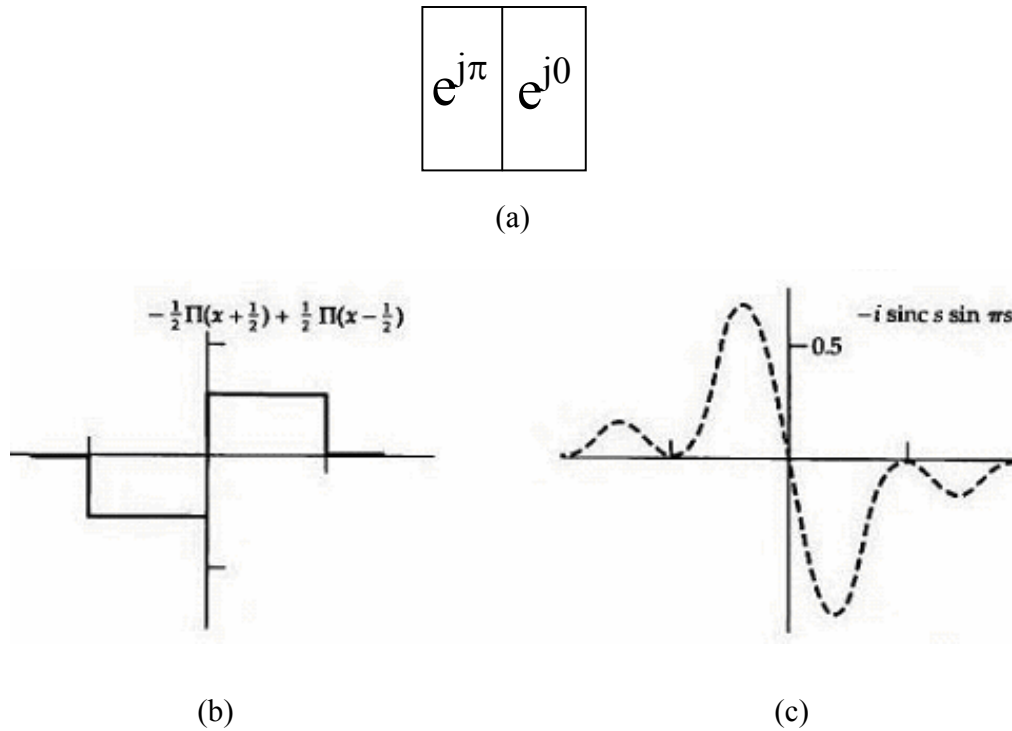 e^{jπ} e^{j0}
(a)
-½Π(x+½)+½Π(x-½)
-i sinc s sin πs
0.5
(b) (c)